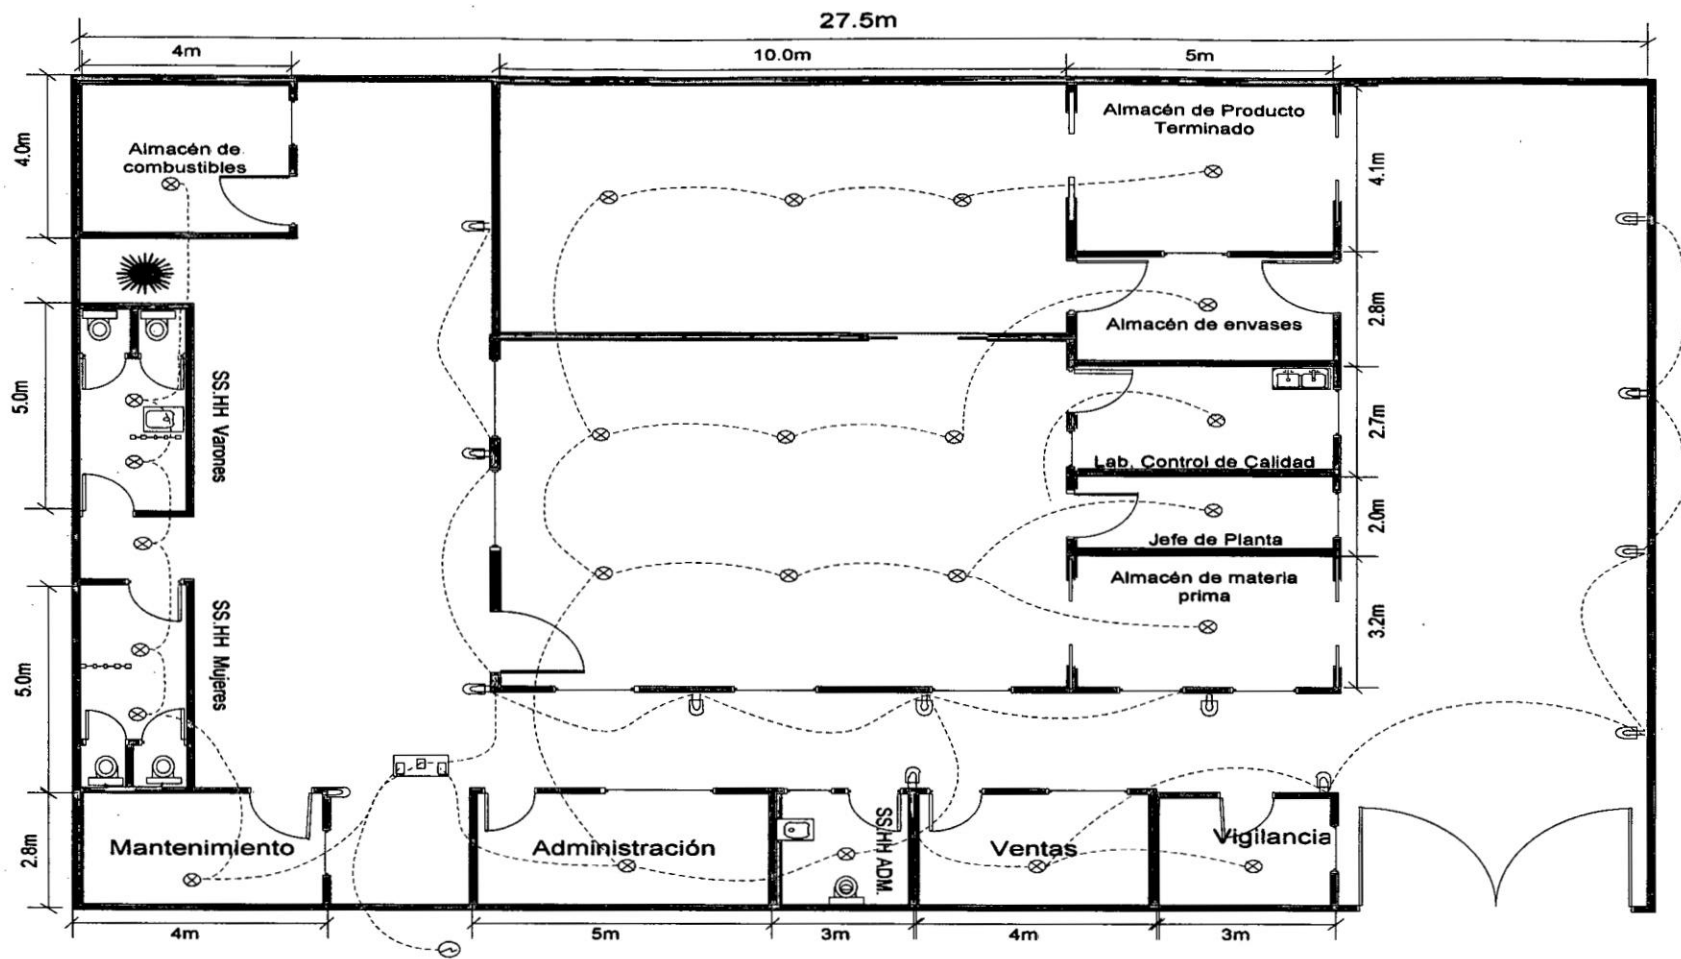 27.5m
4m
10.0m
5m
4.0m
Almacén de
combustibles
Almacén de Producto
Terminado
4.1m
2.8m
Almacén de envases
5.0m
SS.HH Varones
2.7m
Lab. Control de Calidad
2.0m
Jefe de Planta
Almacén de materia
prima
3.2m
5.0m
SS.HH Mujeres
2.8m
Mantenimiento
Administración
SS.HH ADM.
Ventas
Vigilancia
4m
5m
3m
4m
3m